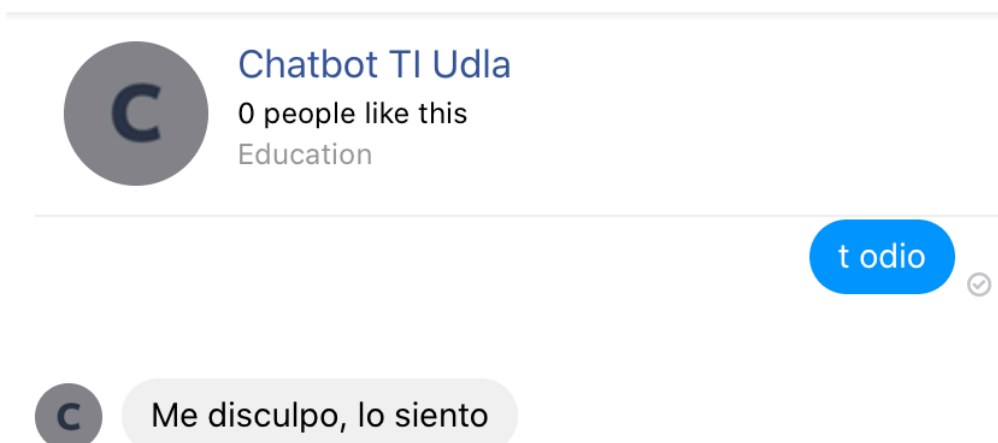 C
Chatbot TI Udla
0 people like this
Education
t odio
C
Me disculpo, lo siento